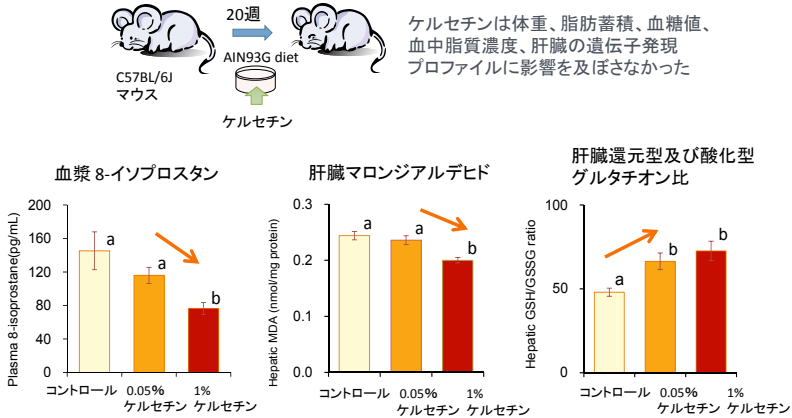 20週
AIN93G diet
C57BL/6J
マウス
ケルセチン
ケルセチンは体重、脂肪蓄積、血糖値、
血中脂質濃度、肝臓の遺伝子発現
プロファイルに影響を及ぼさなかった
血漿 8-イソプロスタン
Plasma 8-isoprostane(pg/mL)
200
160
120
80
40
0
a
a
b
コントロール 0.05% 1%
ケルセチン ケルセチン
肝臓マロンジアルデヒド
Hepatic MDA (nmol/mg protein)
0.3
0.2
0.1
0.0
a
a
b
コントロール 0.05% 1%
ケルセチン ケルセチン
肝臓還元型及び酸化型
グルタチオン比
Hepatic GSH/GSSG ratio
100
50
0
a
b
b
コントロール 0.05% 1%
ケルセチン ケルセチン